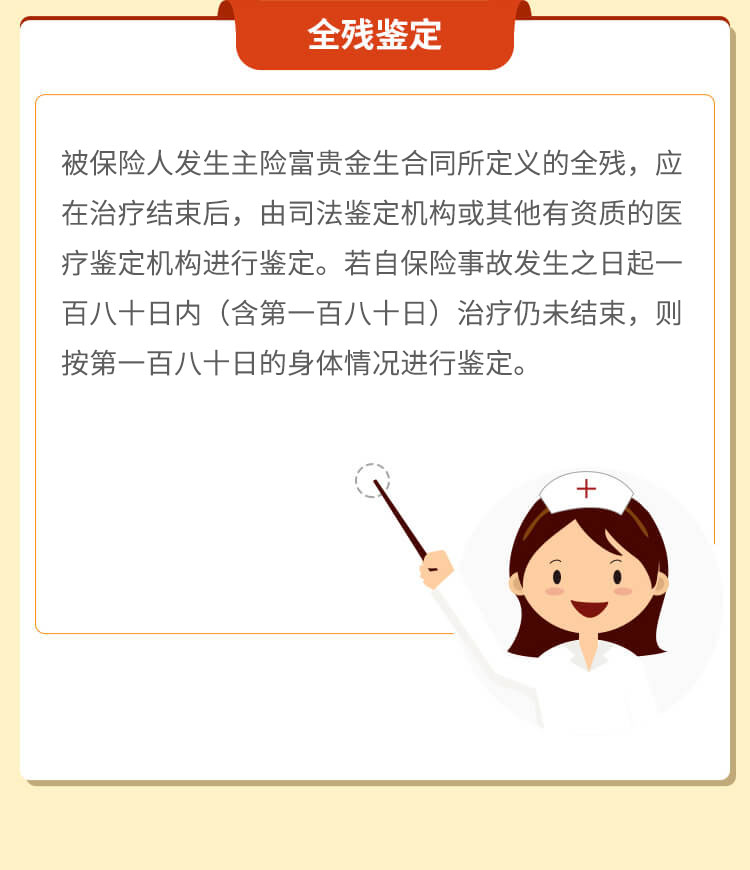 全残鉴定
被保险人发生主险富贵金生合同所定义的全残，应
在治疗结束后，由司法鉴定机构或其他有资质的医
疗鉴定机构进行鉴定。若自保险事故发生之日起一
百八十日内（含第一百八十日）治疗仍未结束，则
按第一百八十日的身体情况进行鉴定。